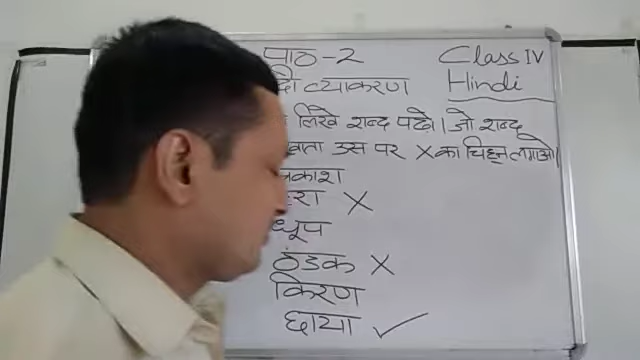 पाठ-2
Class IV
व्याकरण
Hindi
लिखे शब्द पढो। जो शब्द
उस पर X का चिह्न लगाओ।
X
धूप
ठंडक X
किरण
छाया ✓